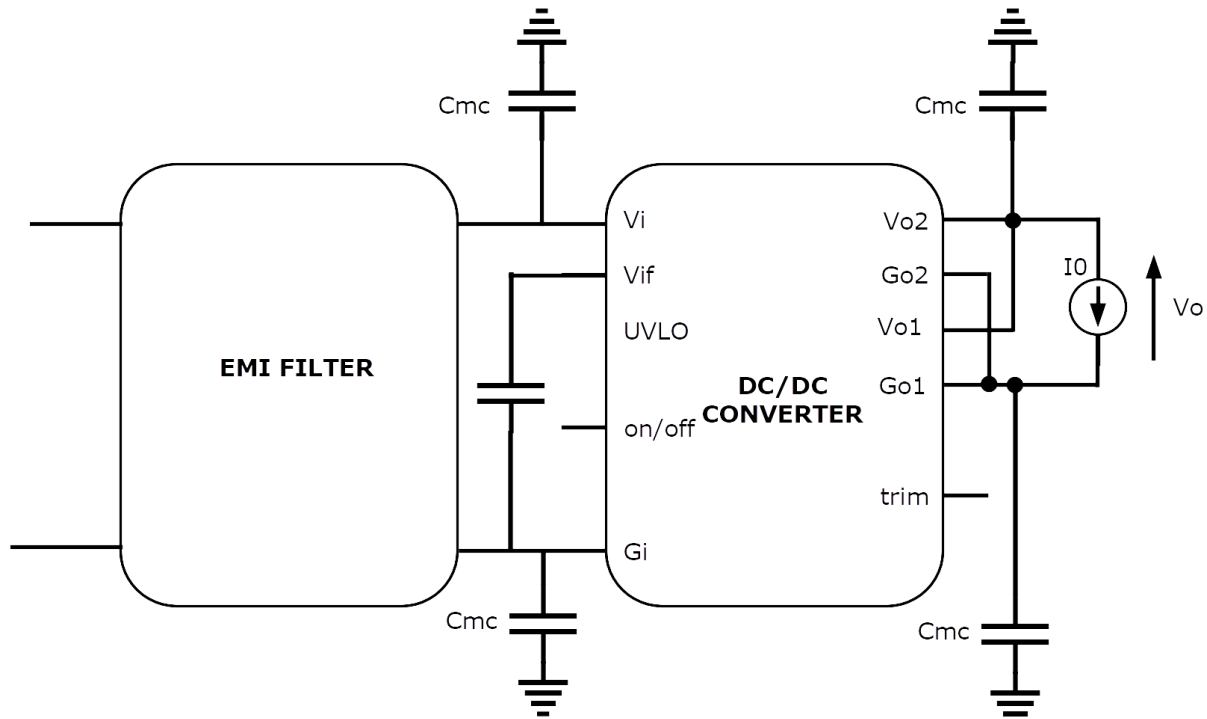 Cmc
Cmc
Vi
Vo2
Vif
Go2
I0
UVLO
Vo1
Vo
EMI FILTER
DC/DC
CONVERTER
Go1
on/off
trim
Gi
Cmc
Cmc